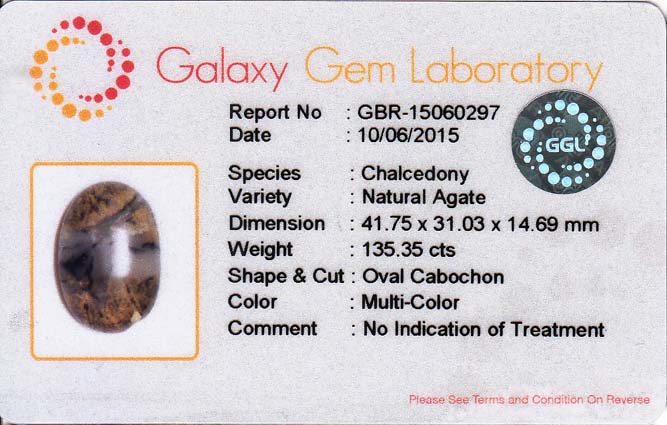 Galaxy Gem Laboratory
Report No : GBR-15060297
Date : 10/06/2015
GGL
Species : Chalcedony
Variety : Natural Agate
Dimension : 41.75 x 31.03 x 14.69 mm
Weight : 135.35 cts
Shape & Cut : Oval Cabochon
Color : Multi-Color
Comment : No Indication of Treatment
Please See Terms and Condition On Reverse